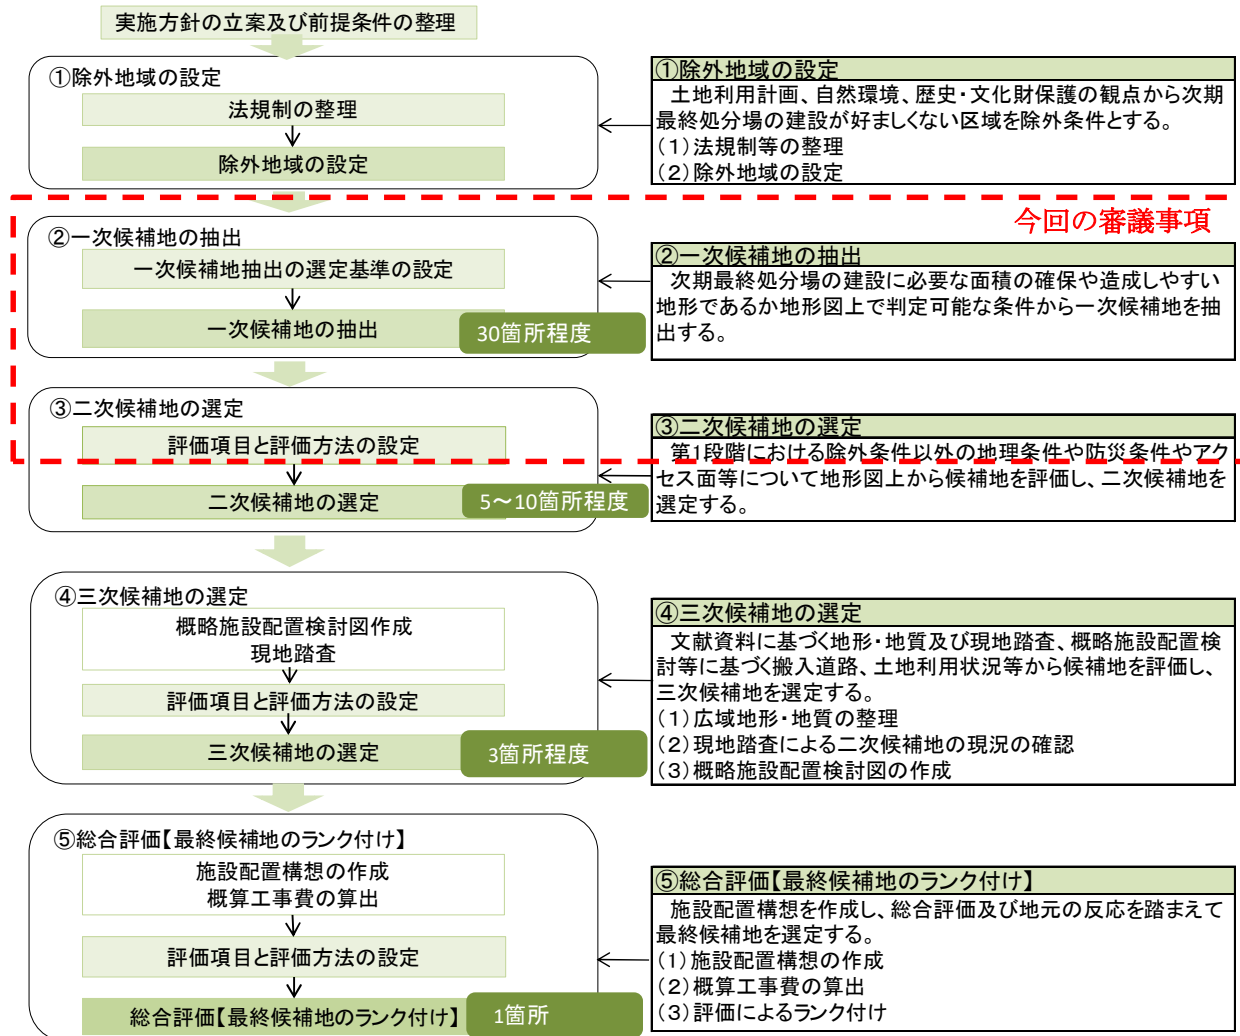 実施方針の立案及び前提条件の整理
①除外地域の設定
法規制の整理
除外地域の設定
①除外地域の設定
土地利用計画、自然環境、歴史・文化財保護の観点から次期
最終処分場の建設が好ましくない区域を除外条件とする。
(1)法規制等の整理
(2)除外地域の設定
今回の審議事項
②一次候補地の抽出
一次候補地抽出の選定基準の設定
一次候補地の抽出
30箇所程度
②一次候補地の抽出
次期最終処分場の建設に必要な面積の確保や造成しやすい
地形であるか地形図上で判定可能な条件から一次候補地を抽
出する。
③二次候補地の選定
評価項目と評価方法の設定
二次候補地の選定
5～10箇所程度
③二次候補地の選定
第1段階における除外条件以外の地理条件や防災条件やアク
セス面等について地形図上から候補地を評価し、二次候補地を
選定する。
④三次候補地の選定
概略施設配置検討図作成
現地踏査
評価項目と評価方法の設定
三次候補地の選定
3箇所程度
④三次候補地の選定
文献資料に基づく地形・地質及び現地踏査、概略施設配置検
討等に基づく搬入道路、土地利用状況等から候補地を評価し、
三次候補地を選定する。
(1)広域地形・地質の整理
(2)現地踏査による二次候補地の現況の確認
(3)概略施設配置検討図の作成
⑤総合評価【最終候補地のランク付け】
施設配置構想の作成
概算工事費の算出
評価項目と評価方法の設定
総合評価【最終候補地のランク付け】
1箇所
⑤総合評価【最終候補地のランク付け】
施設配置構想を作成し、総合評価及び地元の反応を踏まえて
最終候補地を選定する。
(1)施設配置構想の作成
(2)概算工事費の算出
(3)評価によるランク付け